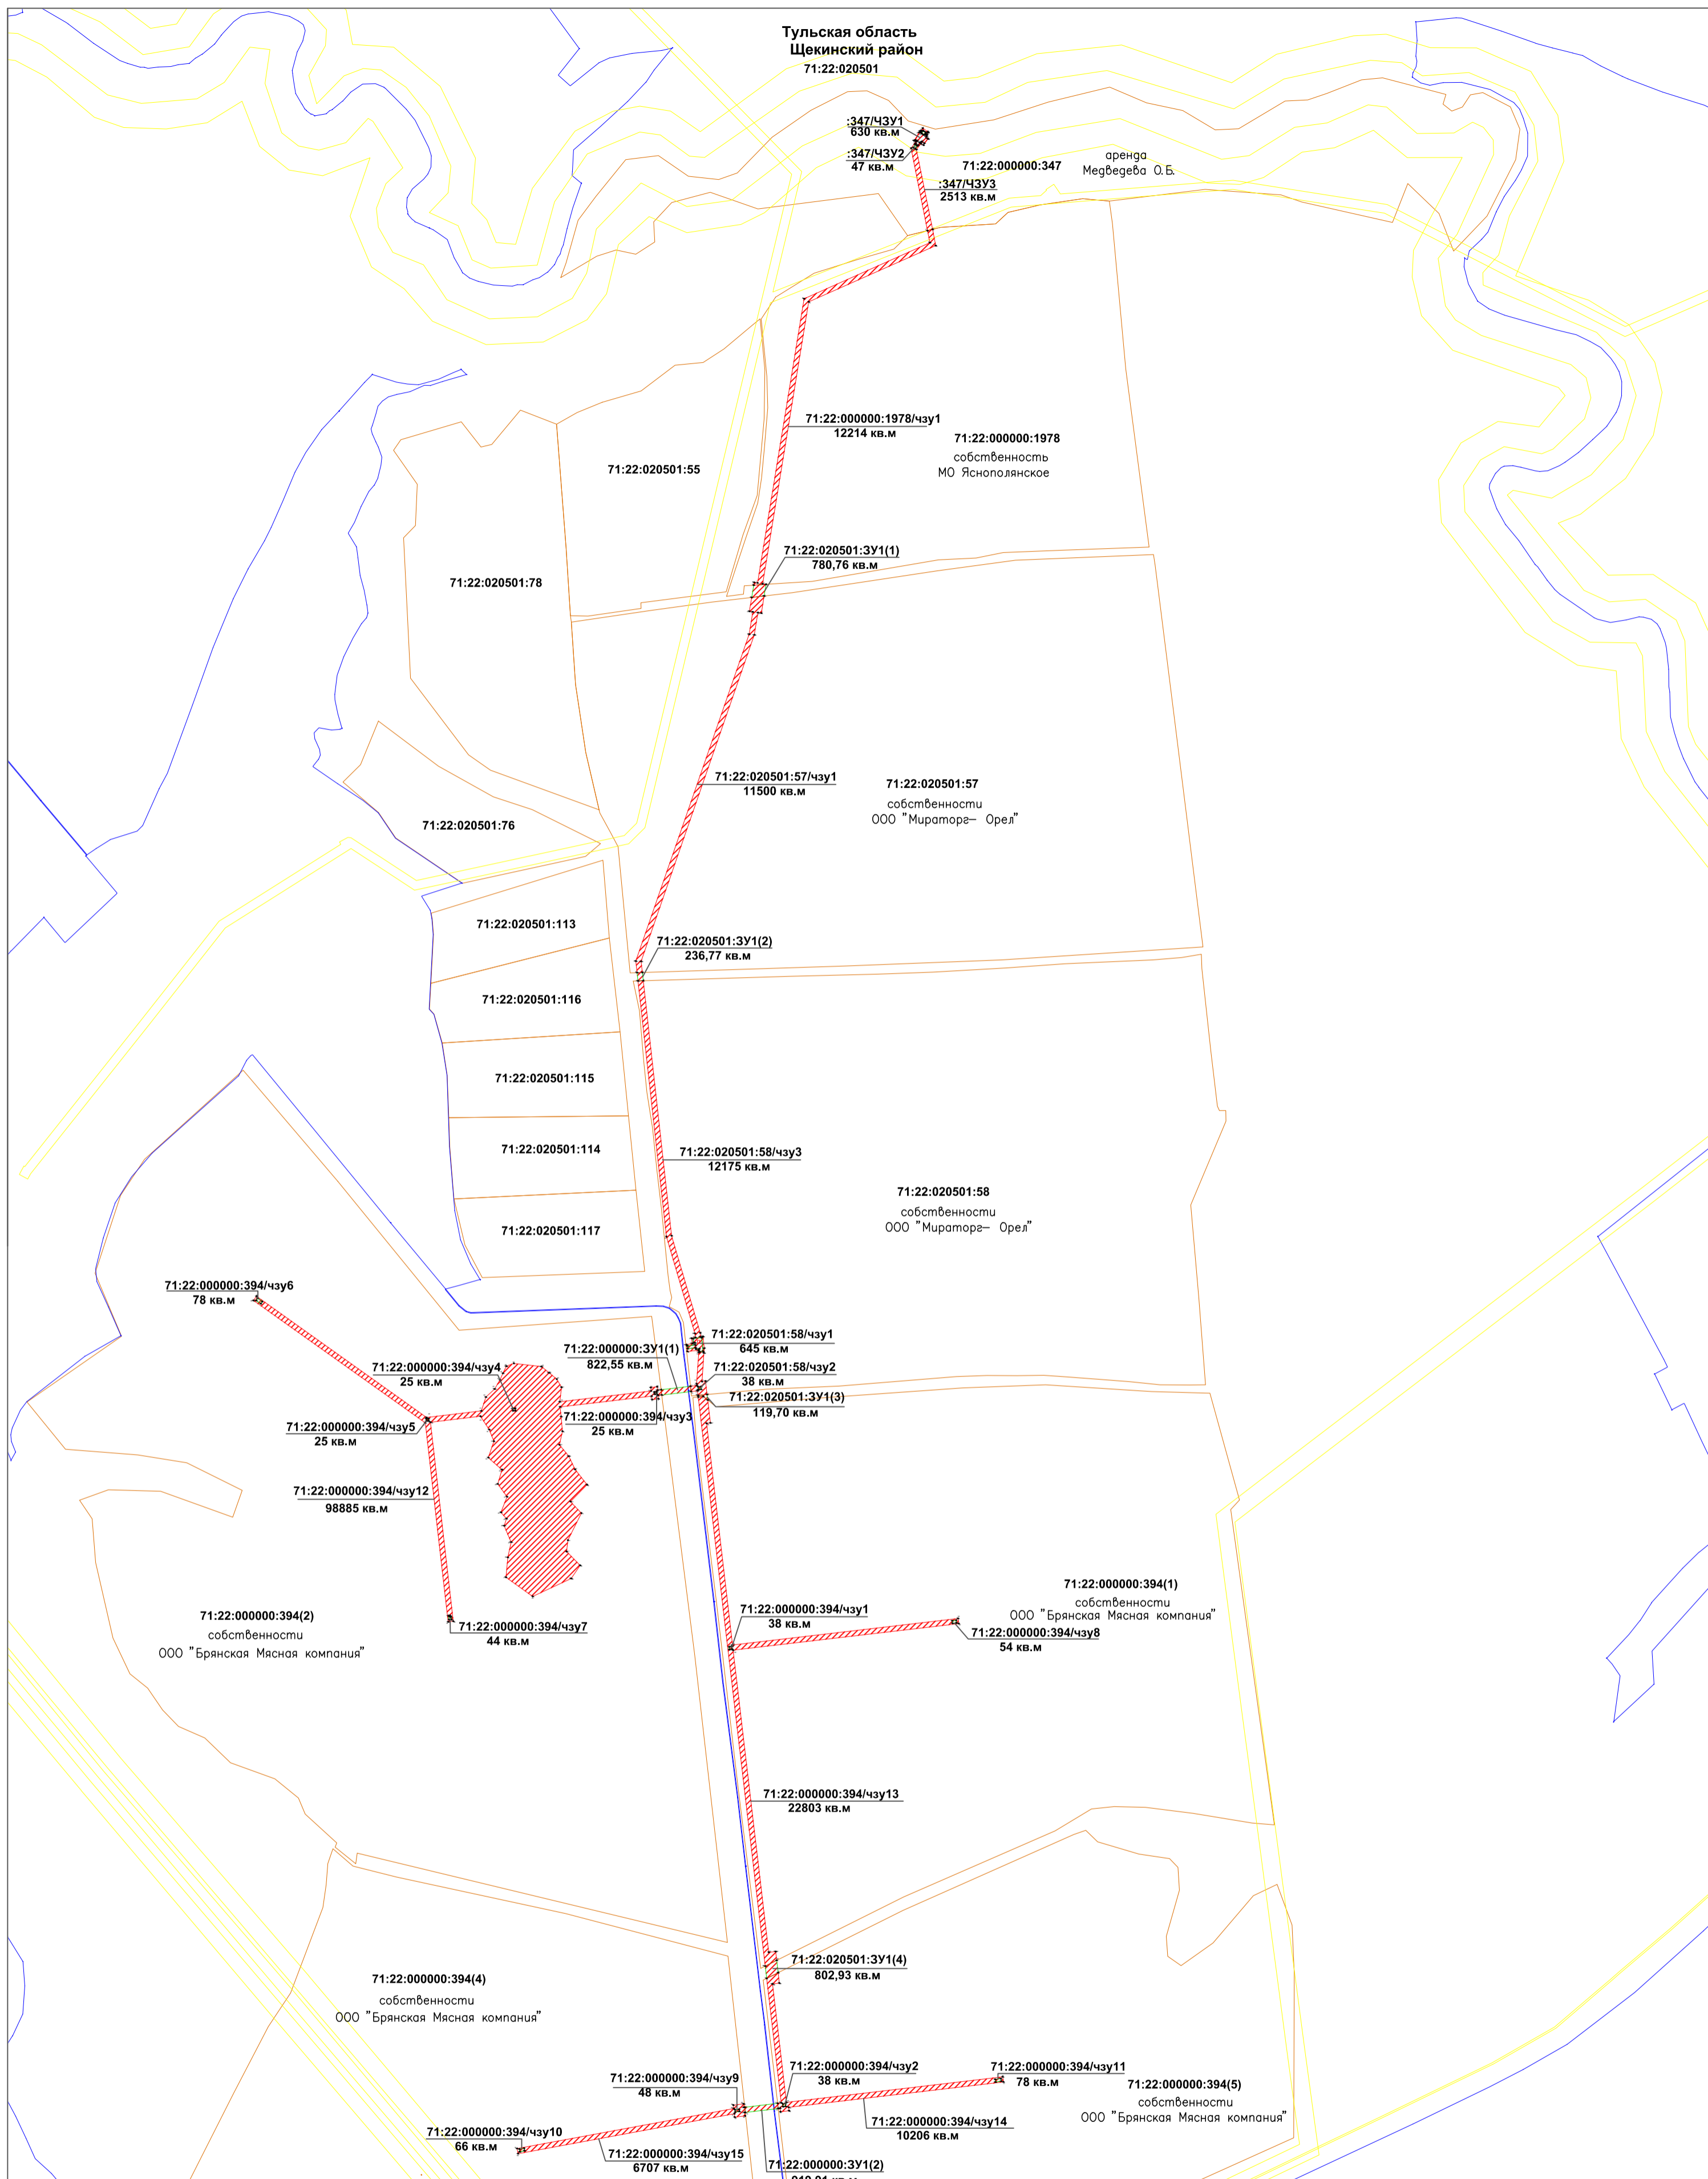 Тульская область
Щекинский район
71:22:020501
:347/ЧЗУ1
630 кв.м
:347/ЧЗУ2
47 кв.м
71:22:000000:347
аренда
Медведева О.Б.
:347/ЧЗУ3
2513 кв.м
71:22:000000:1978/чзу1
12214 кв.м
71:22:000000:1978
собственность
МО Яснополянское
71:22:020501:55
71:22:020501:ЗУ1(1)
780,76 кв.м
71:22:020501:78
71:22:020501:57/чзу1
11500 кв.м
71:22:020501:57
собственности
ООО "Мираторг– Орел"
71:22:020501:76
71:22:020501:113
71:22:020501:ЗУ1(2)
236,77 кв.м
71:22:020501:116
71:22:020501:115
71:22:020501:114
71:22:020501:58/чзу3
12175 кв.м
71:22:020501:58
собственности
ООО "Мираторг– Орел"
71:22:020501:117
71:22:000000:394/чзу6
78 кв.м
71:22:020501:58/чзу1
645 кв.м
71:22:000000:ЗУ1(1)
822,55 кв.м
71:22:000000:394/чзу4
25 кв.м
71:22:020501:58/чзу2
38 кв.м
71:22:020501:ЗУ1(3)
119,70 кв.м
71:22:000000:394/чзу3
25 кв.м
71:22:000000:394/чзу5
25 кв.м
71:22:000000:394/чзу12
98885 кв.м
71:22:000000:394(1)
собственности
ООО "Брянская Мясная компания"
71:22:000000:394/чзу1
38 кв.м
71:22:000000:394(2)
собственности
ООО "Брянская Мясная компания"
71:22:000000:394/чзу7
44 кв.м
71:22:000000:394/чзу8
54 кв.м
71:22:000000:394/чзу13
22803 кв.м
71:22:020501:ЗУ1(4)
802,93 кв.м
71:22:000000:394(4)
собственности
ООО "Брянская Мясная компания"
71:22:000000:394/чзу2
38 кв.м
71:22:000000:394/чзу11
78 кв.м
71:22:000000:394/чзу9
48 кв.м
71:22:000000:394(5)
собственности
ООО "Брянская Мясная компания"
71:22:000000:394/чзу14
10206 кв.м
71:22:000000:394/чзу10
66 кв.м
71:22:000000:394/чзу15
6707 кв.м
71:22:000000:ЗУ1(2)